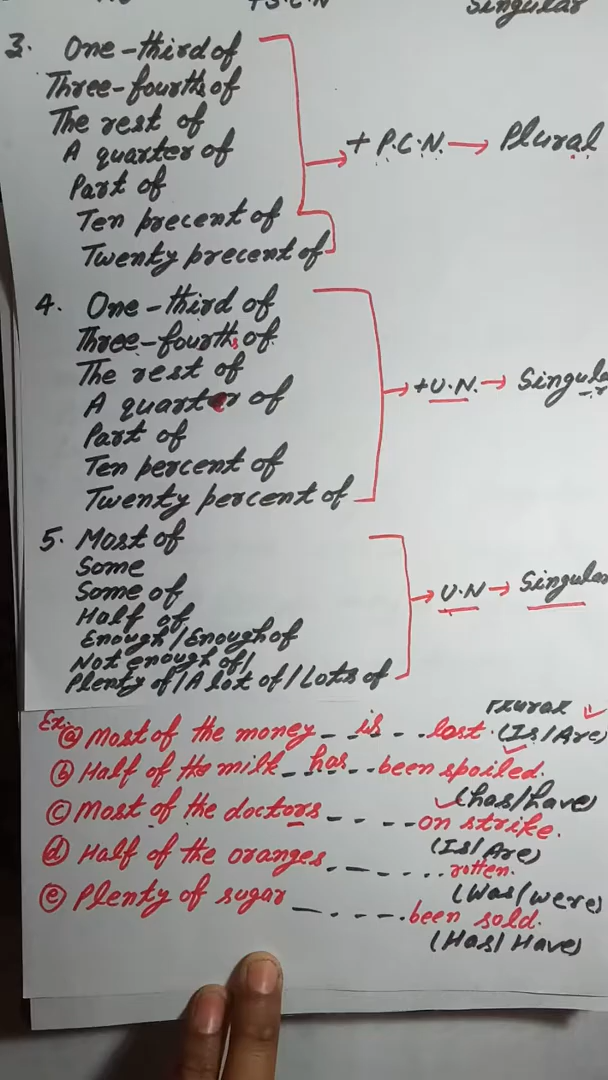 +S.C.N Singular
3. One-third of
Three-fourths of
The rest of
A quarter of
Part of
Ten precent of
Twenty precent of
+ P.C.N. → Plural
4. One-third of
Three-fourths of
The rest of
A quarter of
Part of
Ten percent of
Twenty percent of
→ +U.N. → Singula
5. Most of
Some
Some of
Half of
Enough/Enough of
Not enough of/
Plenty of/A lot of/Lots of
→ U.N → Singular
Plural
Ex:- (a) Most of the money - is - - lost. (Is/Are)
(b) Half of the milk - has - - been spoiled.
(has/have)
(c) Most of the doctors - - - - on strike.
(Is/Are)
(d) Half of the oranges - - - - - rotten.
(Was/were)
(e) Plenty of sugar - - - - been sold.
(Has/Have)